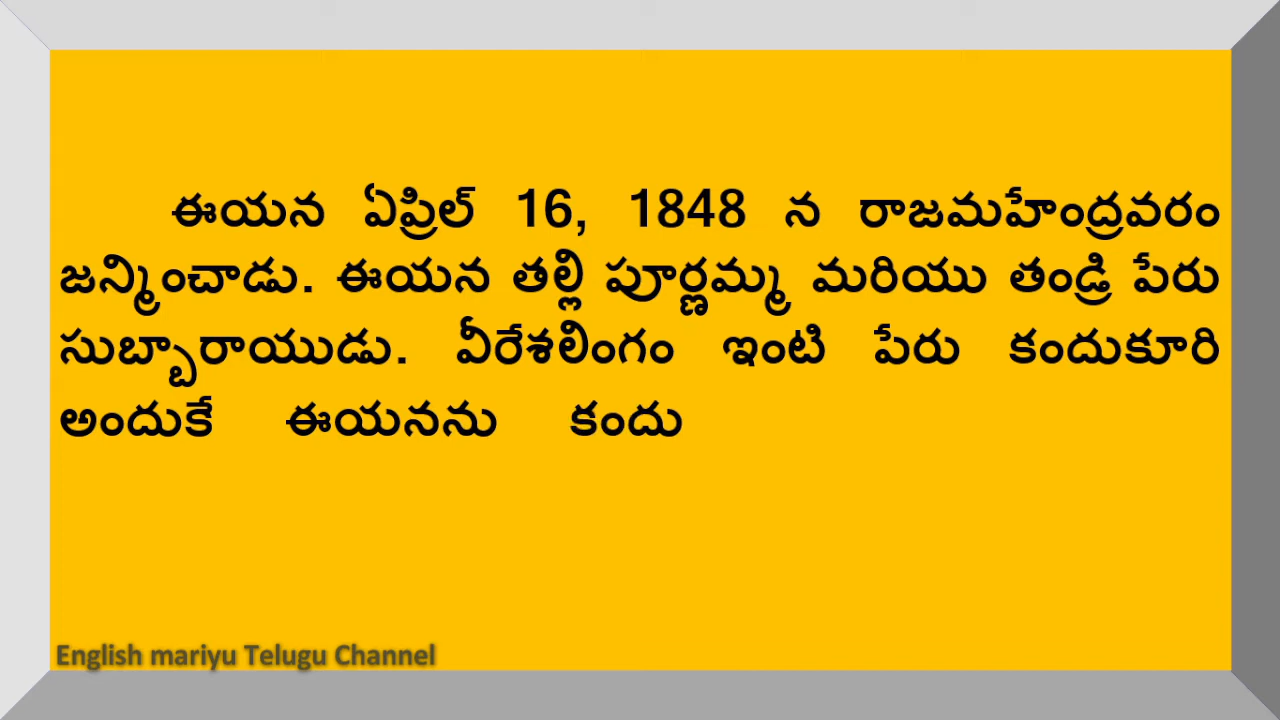 ఈయన ఏప్రిల్ 16, 1848 న రాజమహేంద్రవరం
జన్మించాడు. ఈయన తల్లి పూర్ణమ్మ మరియు తండ్రి పేరు
సుబ్బారాయుడు. వీరేశలింగం ఇంటి పేరు కందుకూరి
అందుకే ఈయనను కందు
English mariyu Telugu Channel